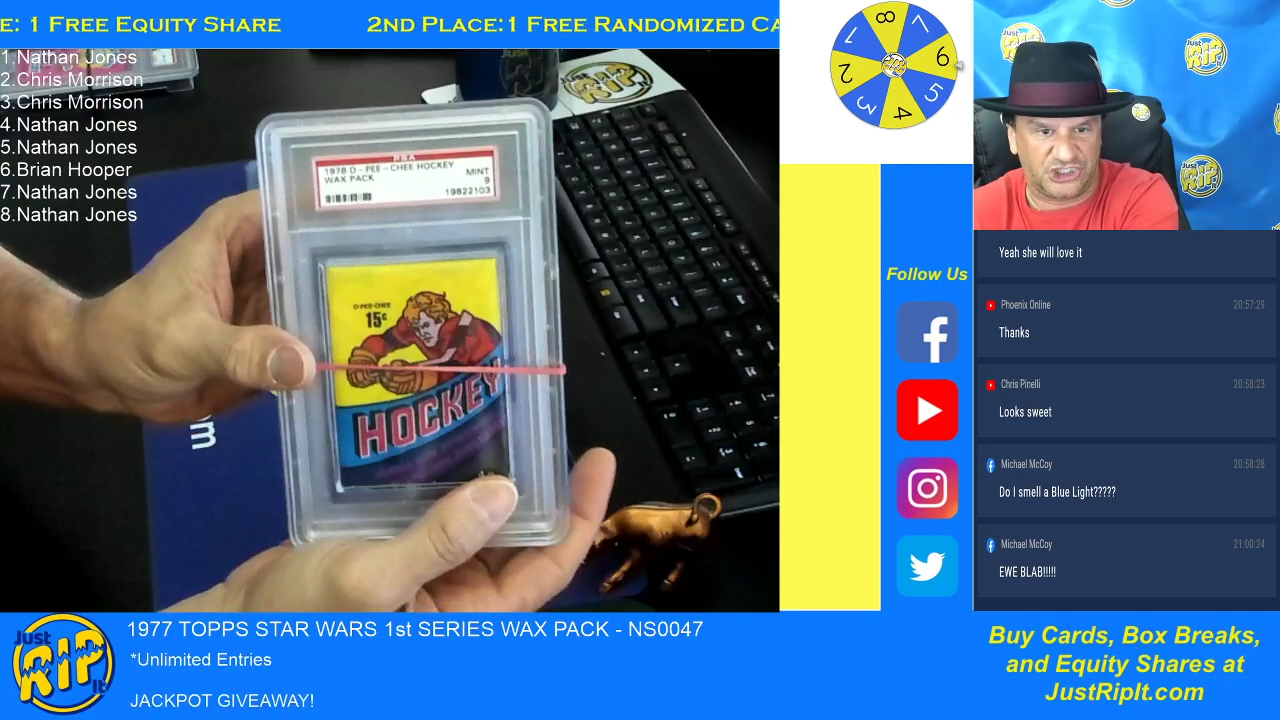 E: 1 FREE EQUITY SHARE
2ND PLACE:1 FREE RANDOMIZED CA
1.Nathan Jones
2.Chris Morrison
3.Chris Morrison
4.Nathan Jones
5.Nathan Jones
6.Brian Hooper
7.Nathan Jones
8.Nathan Jones
PSA
1978 O - PEE - CHEE HOCKEY
WAX PACK
MINT
9
19822103
O-PEE-CHEE
15¢
HOCKEY
8
7
6
5
4
3
2
1
Follow Us
Yeah she will love it
Phoenix Online 20:57:29
Thanks
Chris Pinelli 20:58:23
Looks sweet
Michael McCoy 20:58:28
Do I smell a Blue Light?????
Michael McCoy 21:00:24
EWE BLAB!!!!!
Just
RIP
It
1977 TOPPS STAR WARS 1st SERIES WAX PACK - NS0047
*Unlimited Entries
JACKPOT GIVEAWAY!
Buy Cards, Box Breaks,
and Equity Shares at
JustRipIt.com